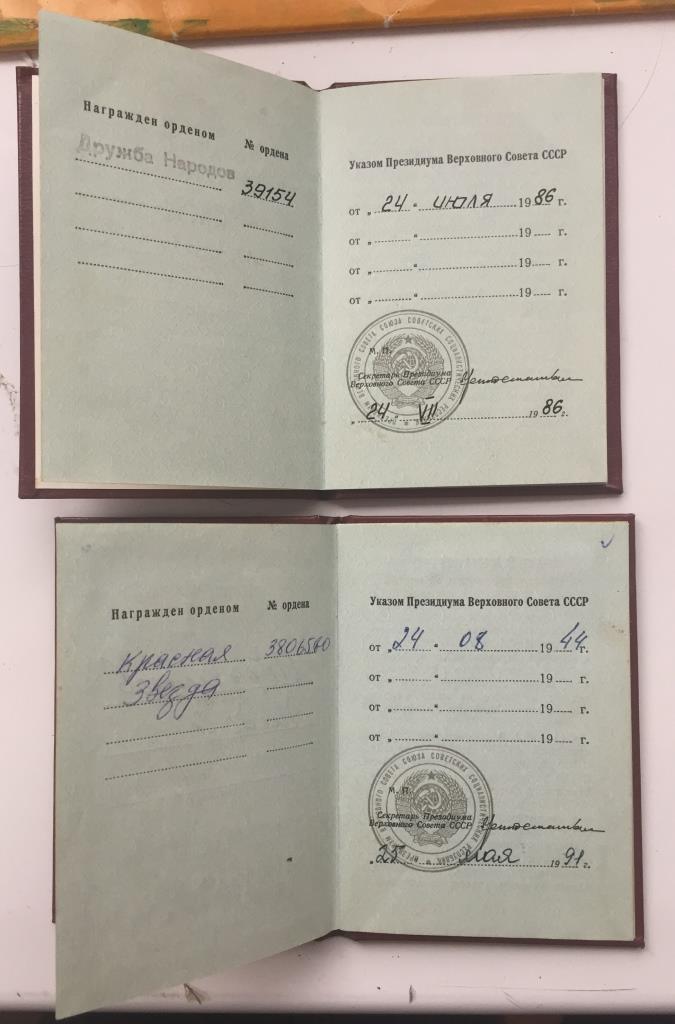 Награжден орденом № ордена
Дружба Народов 39154
Указом Президиума Верховного Совета СССР
от „ 24 “ июля 1986 г.
от „ “ 19 г.
от „ “ 19 г.
от „ “ 19 г.
М. П.
Секретарь Президиума
Верховного Совета СССР
„ 24 “ VII 1986 г.
Награжден орденом № ордена
Красная
Звезда
Указом Президиума Верховного Совета СССР
от „ 24 “ 08 1944 г.
от „ “ 19 г.
от „ “ 19 г.
от „ “ 19 г.
М. П.
Секретарь Президиума
Верховного Совета СССР
„ 25 “ мая 1991 г.